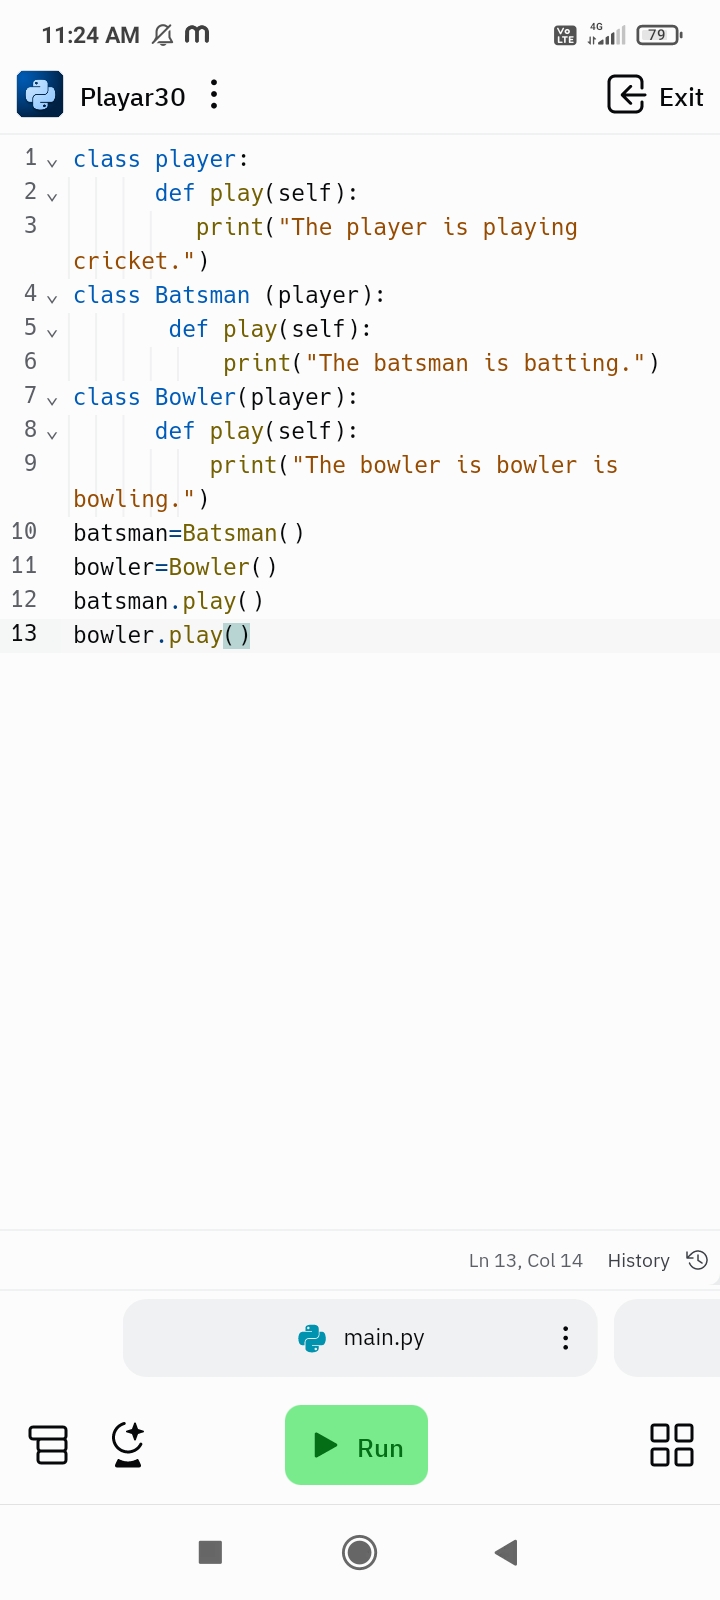 11:24 AM
Vo LTE
4G
79
Playar30
Exit
1 class player:
2 def play(self):
3 print("The player is playing
cricket.")
4 class Batsman (player):
5 def play(self):
6 print("The batsman is batting.")
7 class Bowler(player):
8 def play(self):
9 print("The bowler is bowler is
bowling.")
10 batsman=Batsman()
11 bowler=Bowler()
12 batsman.play()
13 bowler.play()
Ln 13, Col 14 History
main.py
Run